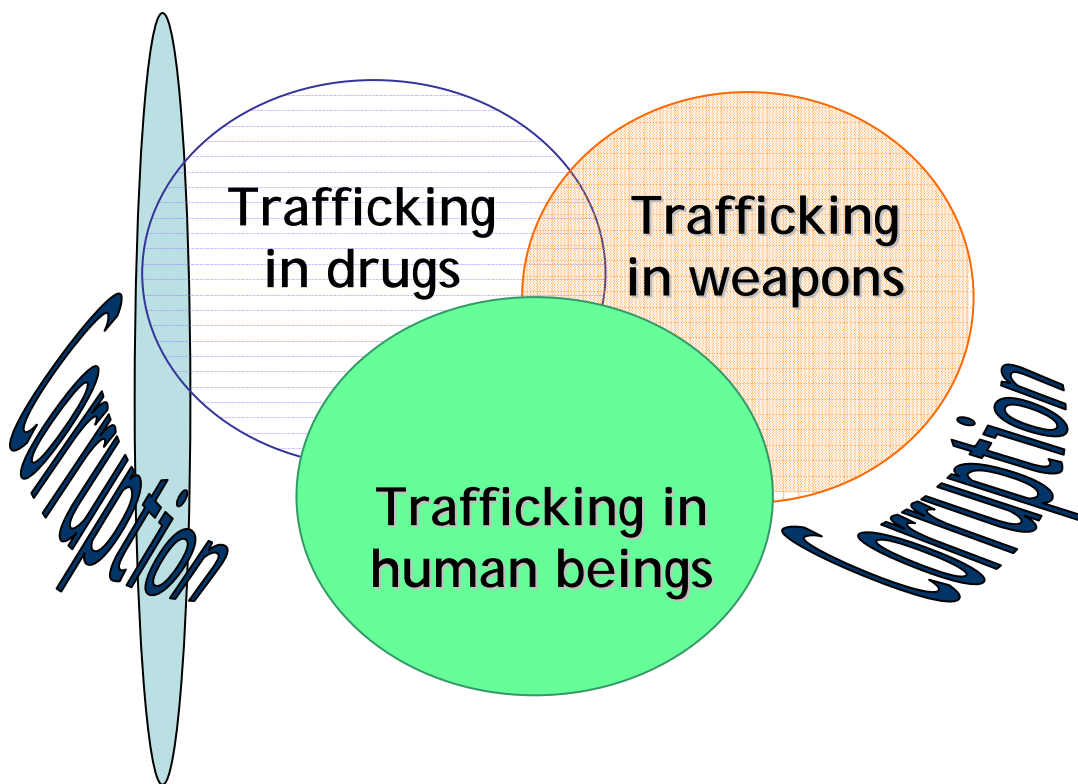 Trafficking
in drugs
Trafficking
in weapons
Corruption
Corruption
Trafficking in
human beings